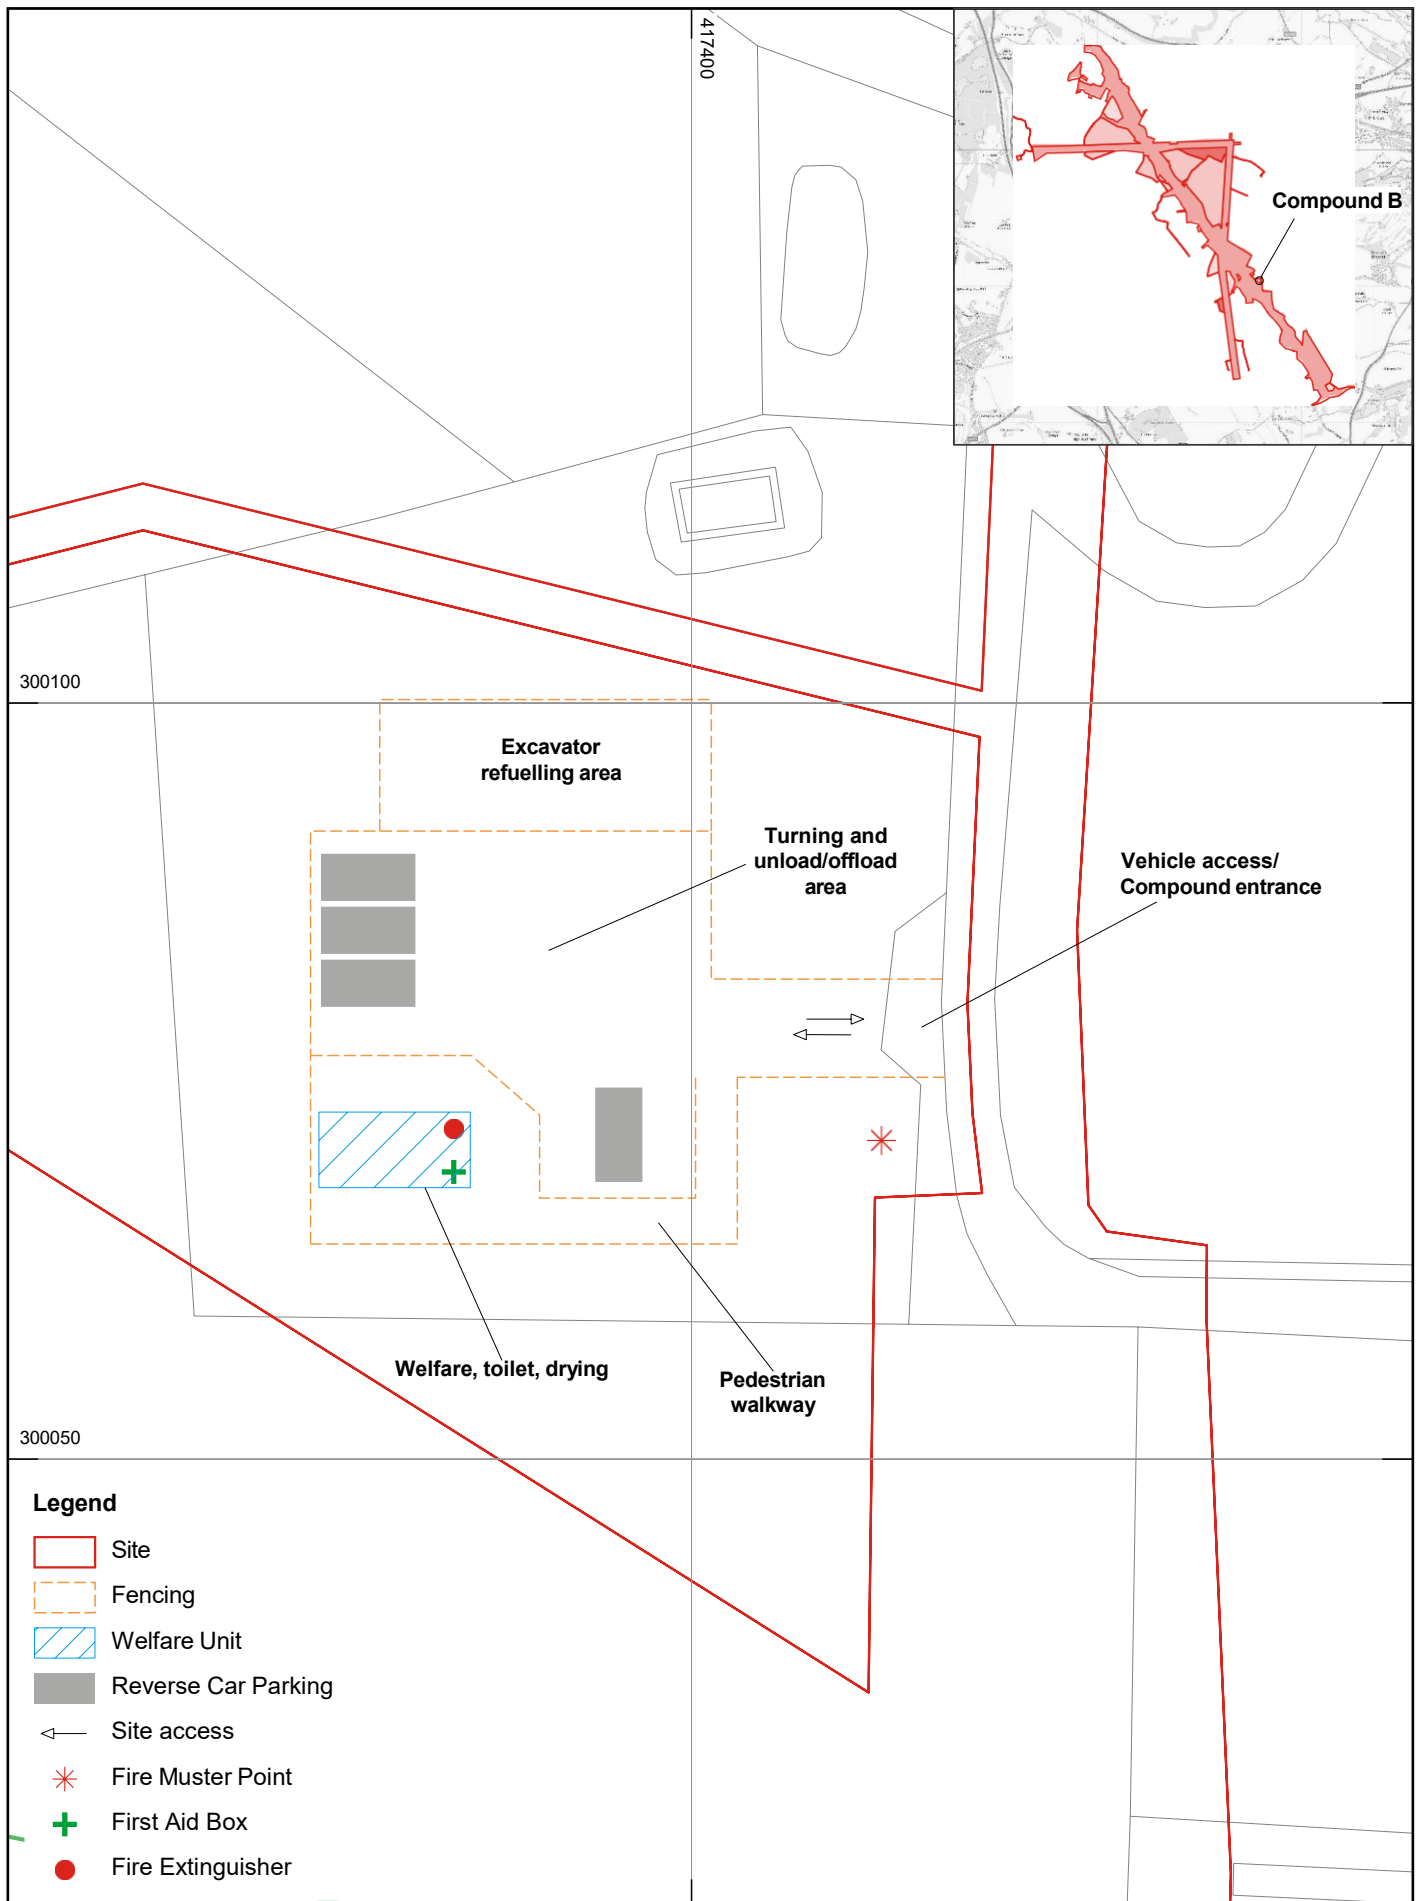 417400
Compound B
300100
Excavator
refuelling area
Turning and
unload/offload
area
Vehicle access/
Compound entrance
Welfare, toilet, drying
Pedestrian
walkway
300050
Legend
Site
Fencing
Welfare Unit
Reverse Car Parking
Site access
Fire Muster Point
First Aid Box
Fire Extinguisher